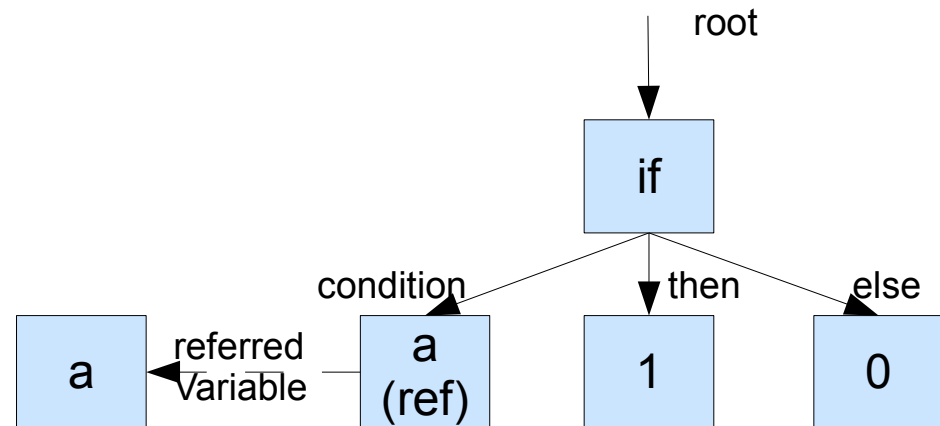 root
if
condition
then
else
a
referred
Variable
a
(ref)
1
0